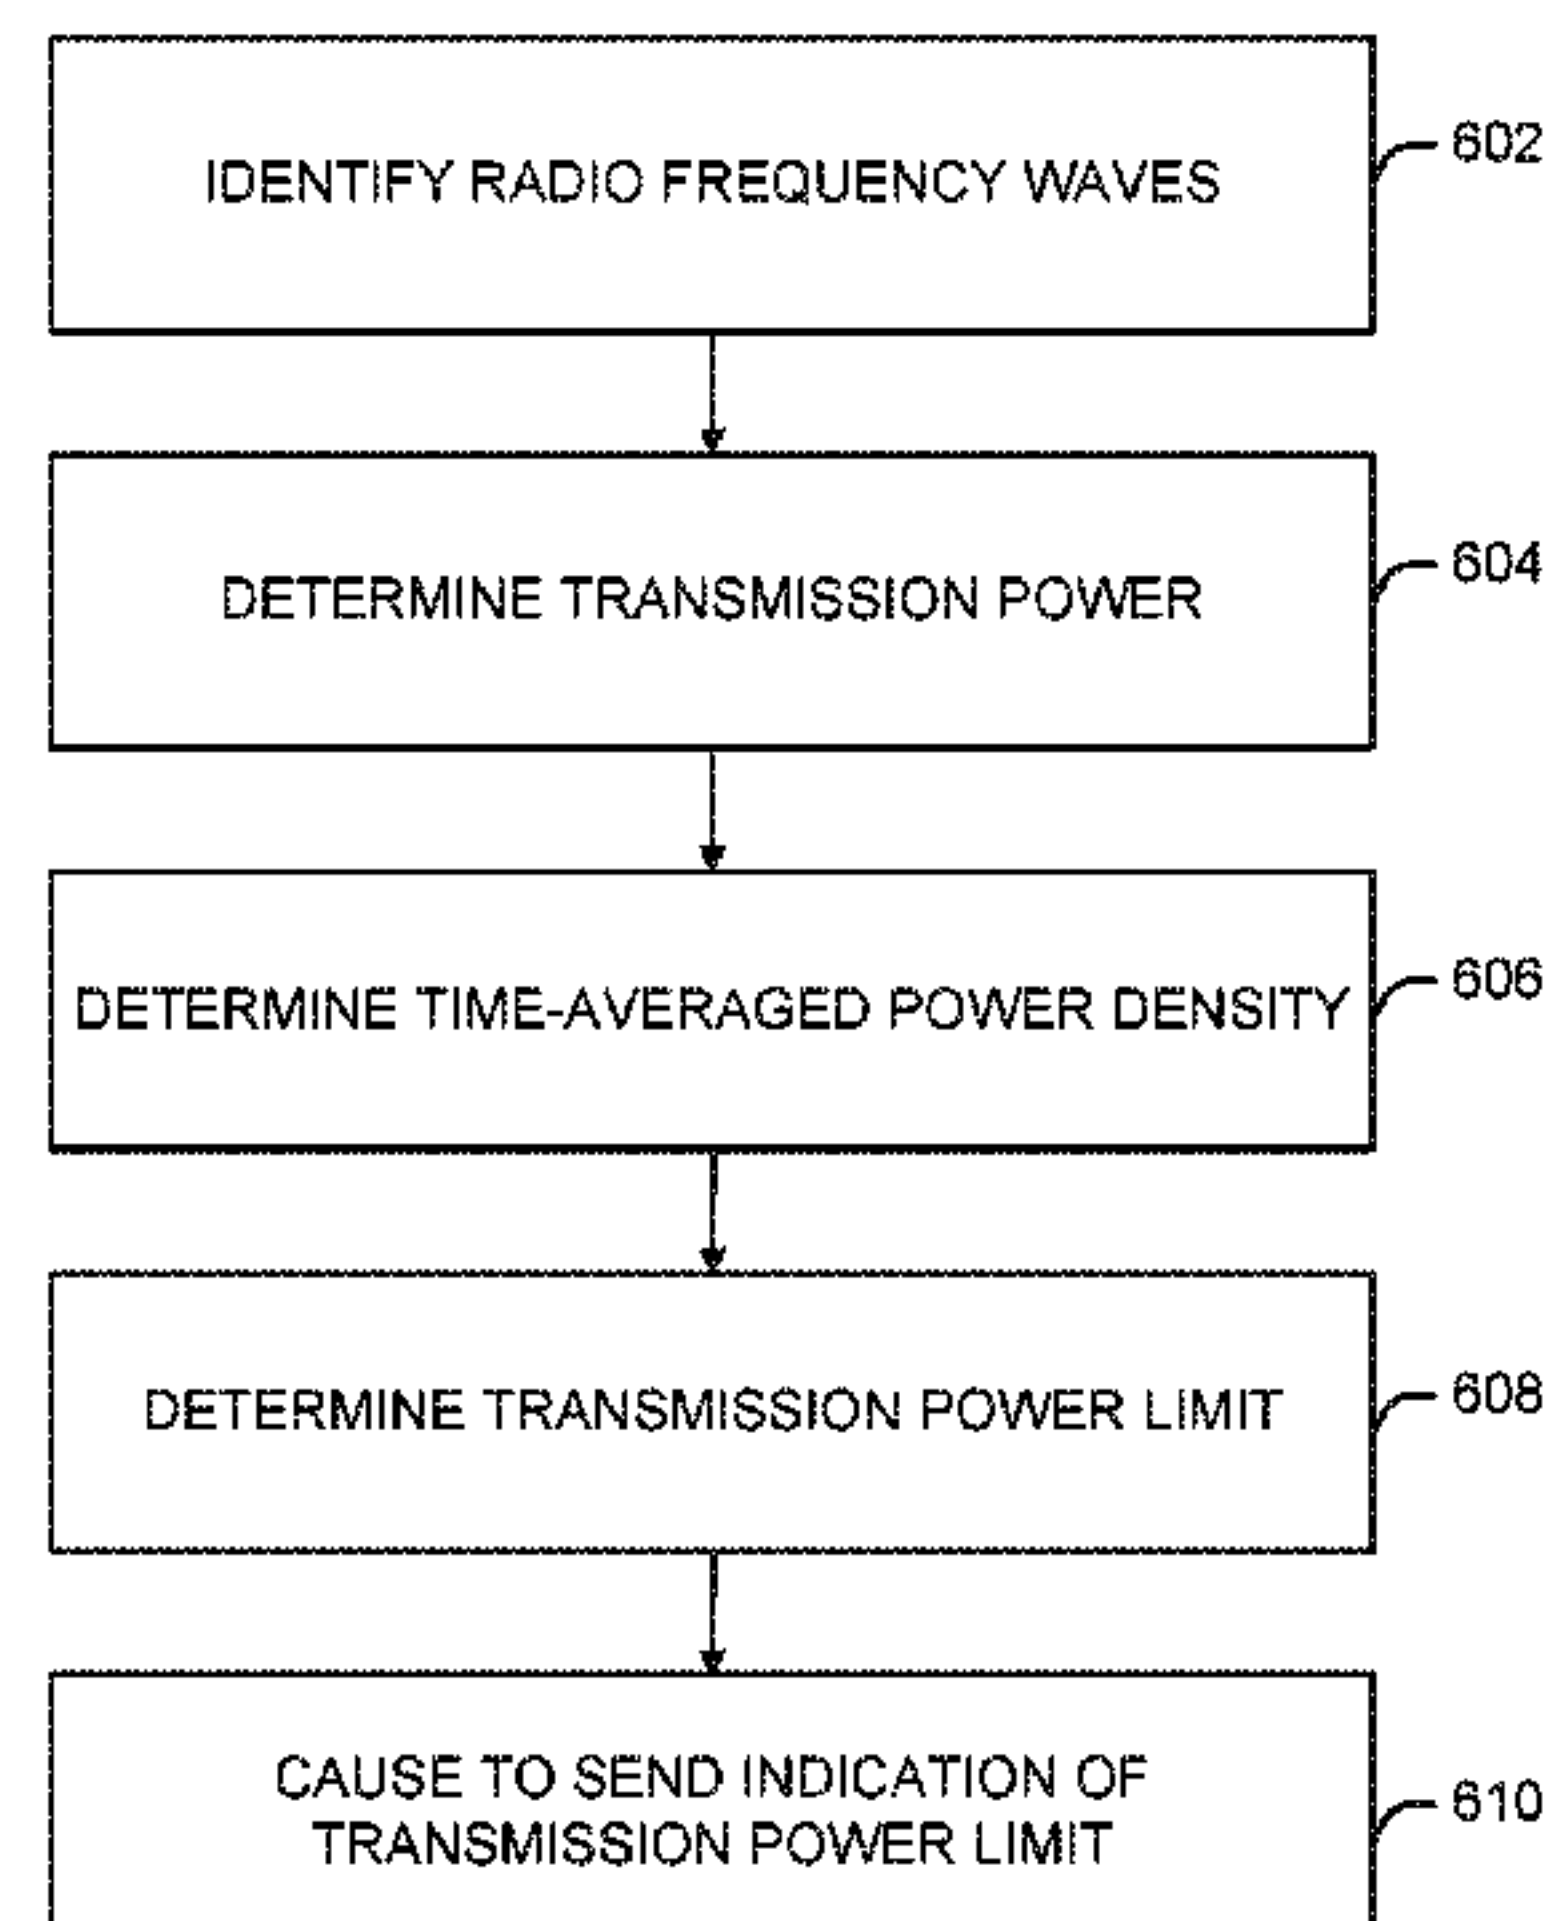 IDENTIFY RADIO FREQUENCY WAVES
602
DETERMINE TRANSMISSION POWER
604
DETERMINE TIME-AVERAGED POWER DENSITY
606
DETERMINE TRANSMISSION POWER LIMIT
608
CAUSE TO SEND INDICATION OF
TRANSMISSION POWER LIMIT
610